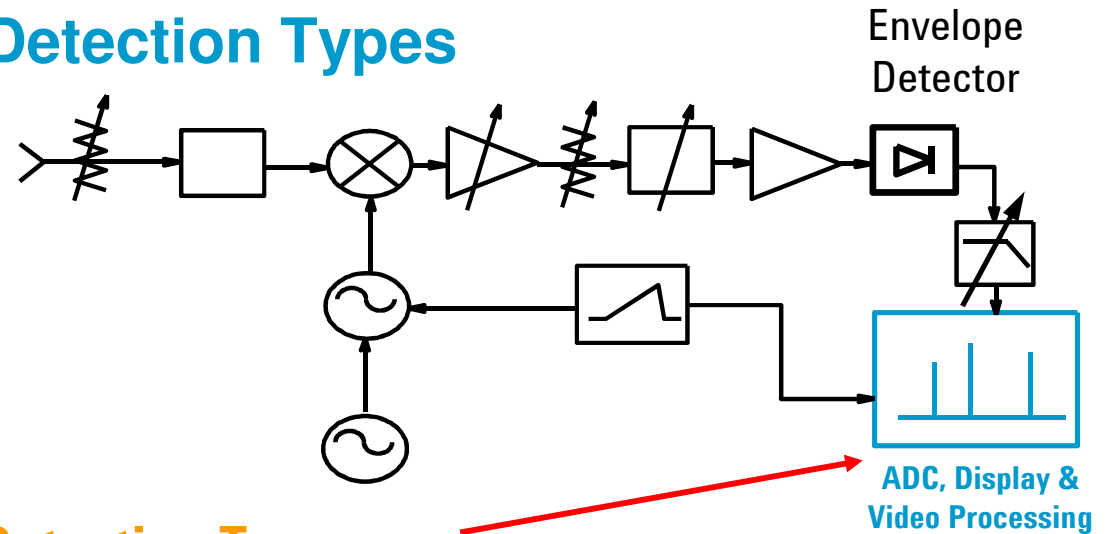 Detection Types
Envelope
Detector
ADC, Display &
Video Processing